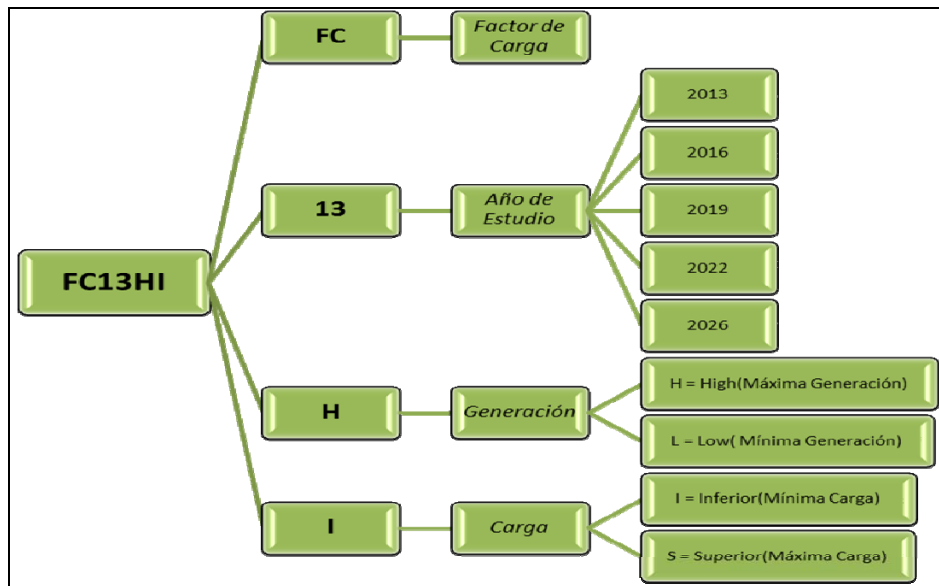 FC
Factor de
Carga
2013
2016
13
Año de
Estudio
2019
2022
2026
FC13HI
H
Generación
H = High(Máxima Generación)
L = Low( Mínima Generación)
I
Carga
I = Inferior(Mínima Carga)
S = Superior(Máxima Carga)